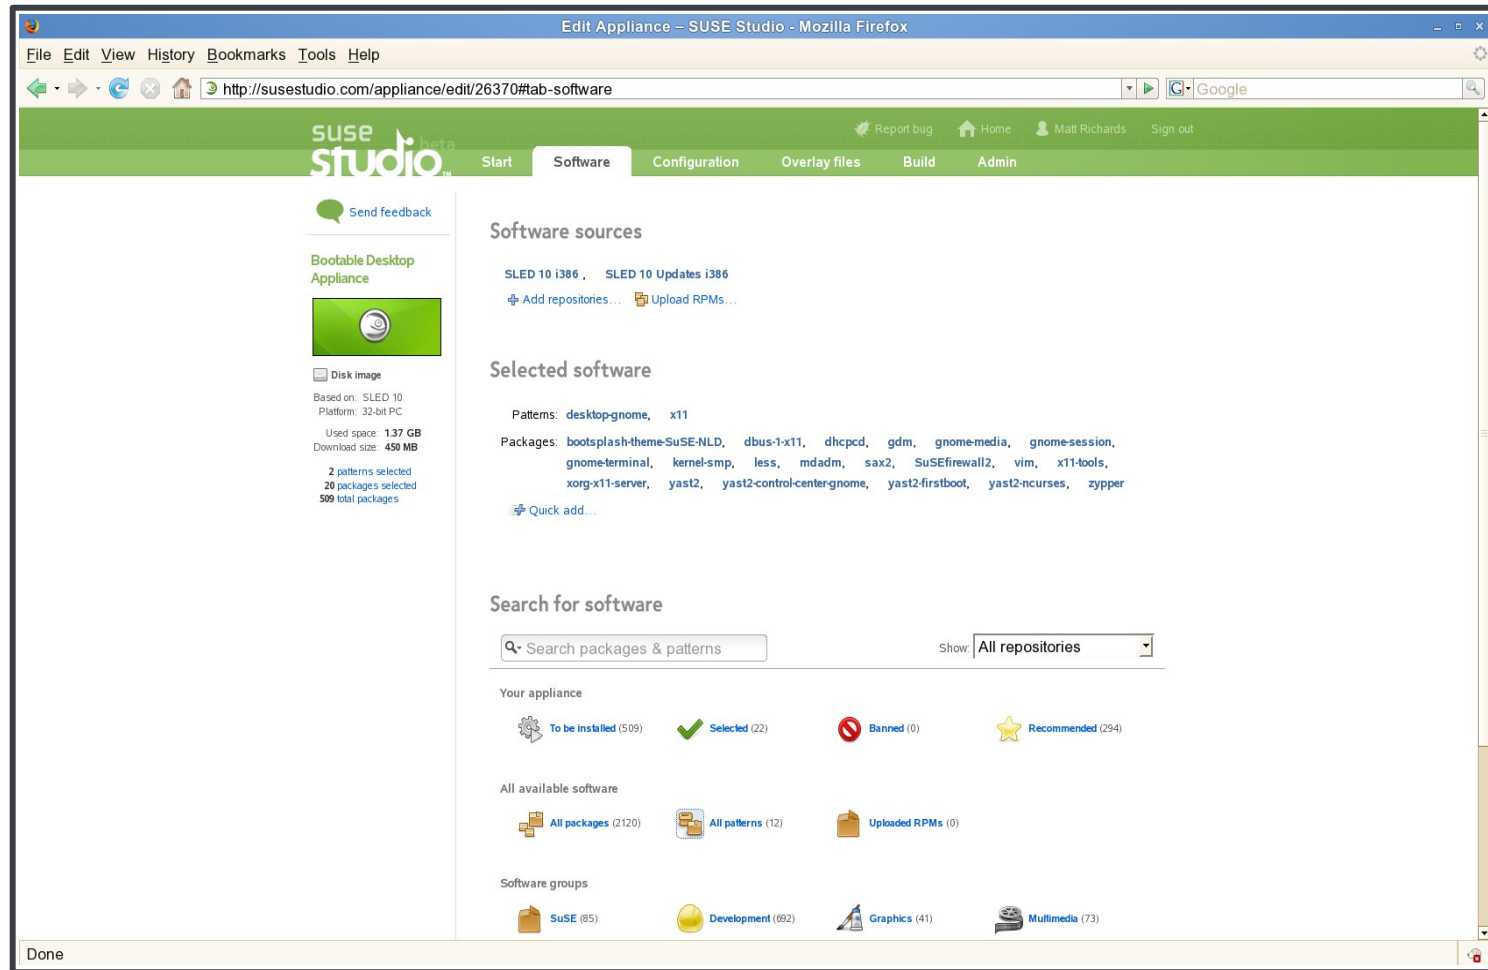 Edit Appliance – SUSE Studio - Mozilla Firefox
File Edit View History Bookmarks Tools Help
http://susestudio.com/appliance/edit/26370#tab-software
G Google
suse studio beta TM
Report bug Home Matt Richards Sign out
Start Software Configuration Overlay files Build Admin
Send feedback
Bootable Desktop
Appliance
Disk image
Based on: SLED 10
Platform: 32-bit PC
Used space: 1.37 GB
Download size: 450 MB
2 patterns selected
20 packages selected
509 total packages
Software sources
SLED 10 i386 , SLED 10 Updates i386
Add repositories... Upload RPMs...
Selected software
Patterns: desktop-gnome, x11
Packages: bootsplash-theme-SuSE-NLD, dbus-1-x11, dhcpcd, gdm, gnome-media, gnome-session,
gnome-terminal, kernel-smp, less, mdadm, sax2, SuSEfirewall2, vim, x11-tools,
xorg-x11-server, yast2, yast2-control-center-gnome, yast2-firstboot, yast2-ncurses, zypper
Quick add...
Search for software
Search packages & patterns Show: All repositories
Your appliance
To be installed (509) Selected (22) Banned (0) Recommended (294)
All available software
All packages (2120) All patterns (12) Uploaded RPMs (0)
Software groups
SuSE (85) Development (692) Graphics (41) Multimedia (73)
Done